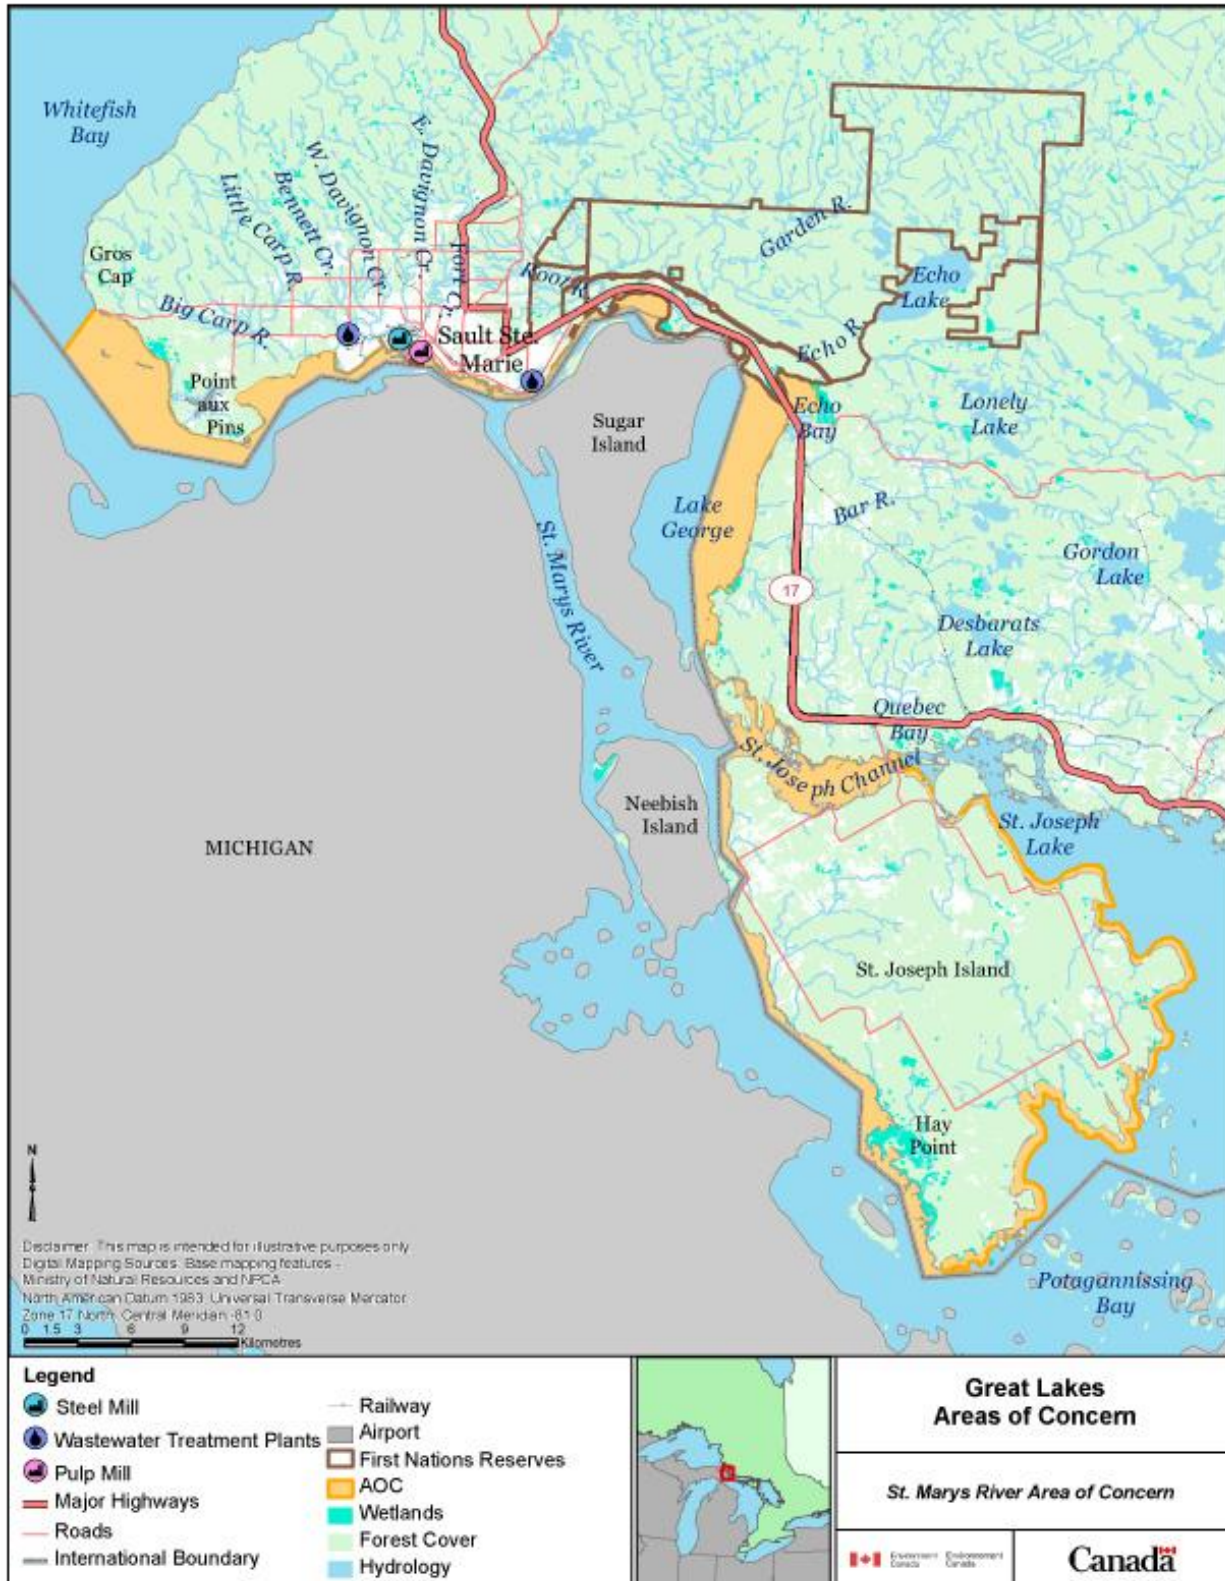 Whitefish
Bay
Gros
Cap
Little Carp R.
Bennett Cr.
W. Davignon Cr.
E. Davignon Cr.
Fort Cr.
Root R.
Garden R.
Echo
Lake
Big Carp R.
Sault Ste.
Marie
Echo R.
Point
aux
Pins
Sugar
Island
Echo
Bay
Lonely
Lake
Lake
George
Bar R.
Gordon
Lake
St. Marys River
17
Desbarats
Lake
Quebec
Bay
St. Joseph Channel
Neebish
Island
St. Joseph
Lake
MICHIGAN
St. Joseph Island
Hay
Point
Potagannissing
Bay
N
Disclaimer: This map is intended for illustrative purposes only
Digital Mapping Sources: Base mapping features -
Ministry of Natural Resources and NPCA
North American Datum 1983, Universal Transverse Mercator
Zone 17 North, Central Meridian -81.0
0 1.5 3 6 9 12
Kilometres
Legend
Steel Mill
Wastewater Treatment Plants
Pulp Mill
Major Highways
Roads
International Boundary
Railway
Airport
First Nations Reserves
AOC
Wetlands
Forest Cover
Hydrology
Great Lakes
Areas of Concern
St. Marys River Area of Concern
Environment Environnement
Canada Canada
Canada